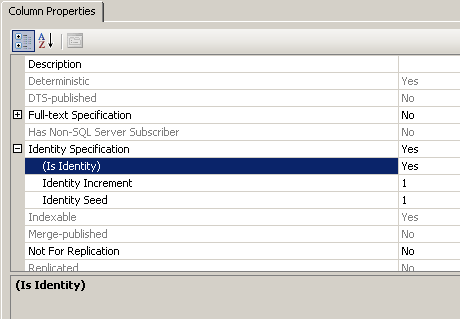 Column Properties
Description
Deterministic Yes
DTS-published No
Full-text Specification No
Has Non-SQL Server Subscriber No
Identity Specification Yes
(Is Identity) Yes
Identity Increment 1
Identity Seed 1
Indexable Yes
Merge-published No
Not For Replication No
Replicated No
(Is Identity)